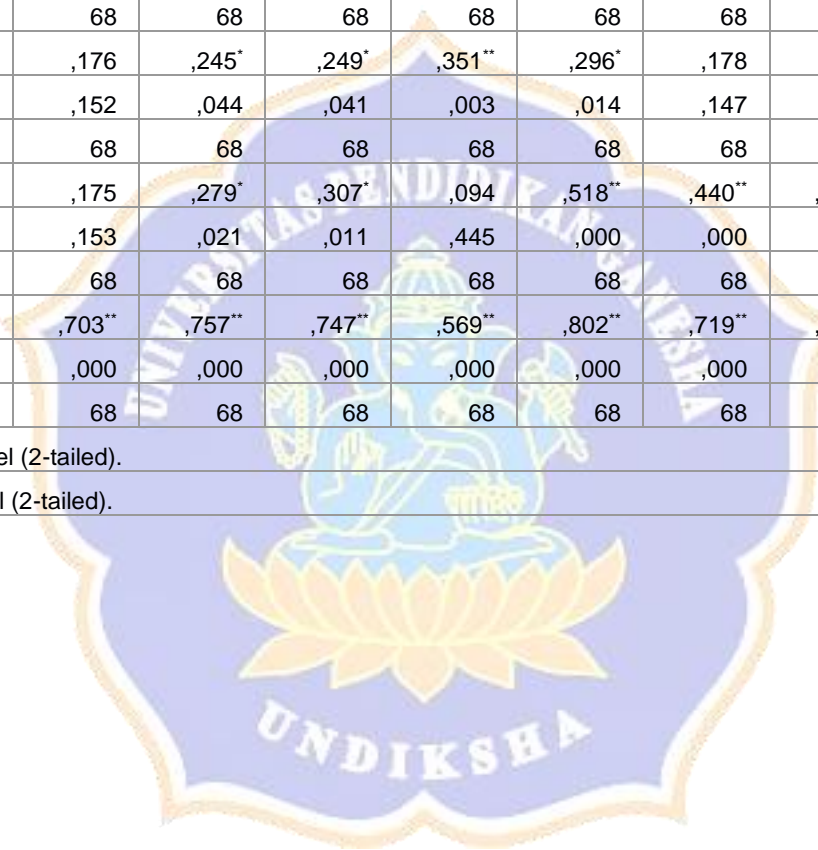 68 68 68 68 68 68
,176 ,245* ,249* ,351** ,296* ,178
,152 ,044 ,041 ,003 ,014 ,147
68 68 68 68 68 68
,175 ,279* ,307* ,094 ,518** ,440** ,
,153 ,021 ,011 ,445 ,000 ,000
68 68 68 68 68 68
,703** ,757** ,747** ,569** ,802** ,719** ,
,000 ,000 ,000 ,000 ,000 ,000
68 68 68 68 68 68
el (2-tailed).
l (2-tailed).
UNIVERSITAS PENDIDIKAN GANESHA
UNDIKSHA